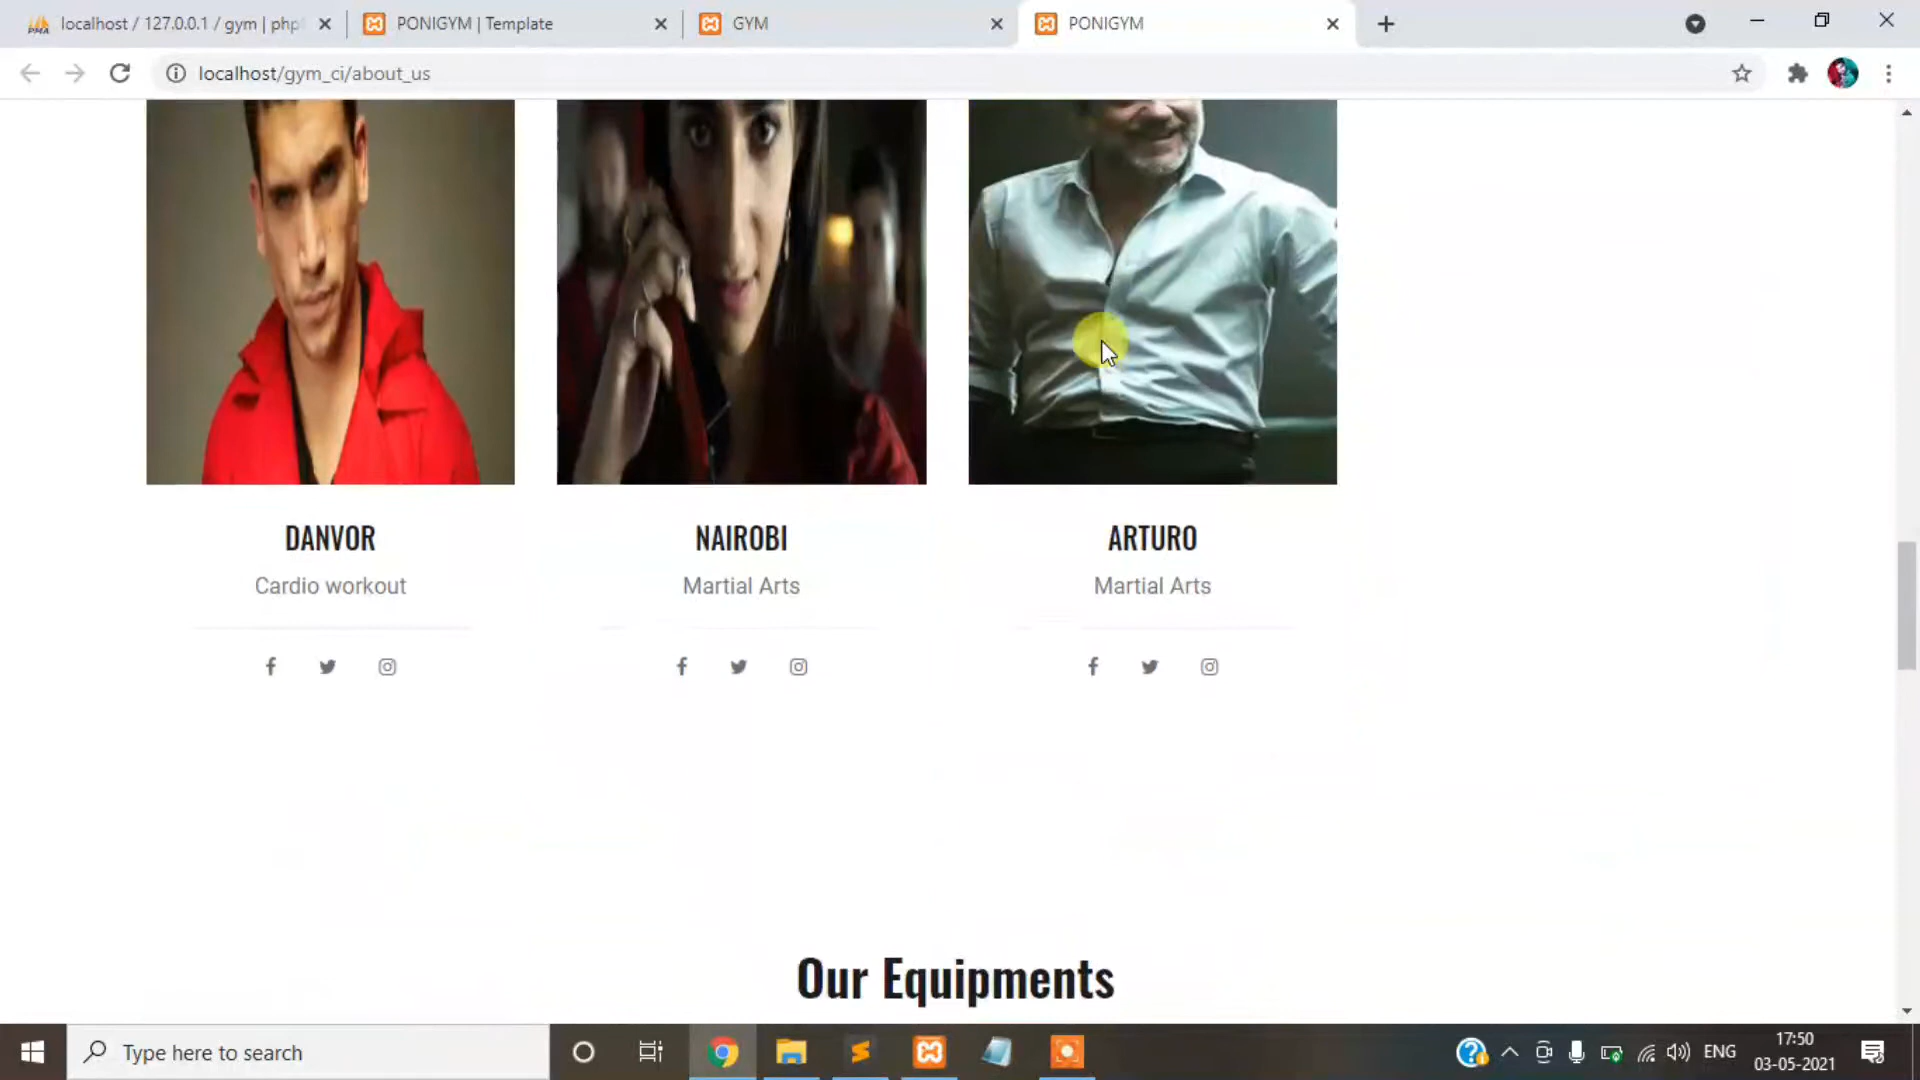 localhost / 127.0.0.1 / gym | php
PONIGYM | Template
GYM
PONIGYM
localhost/gym_ci/about_us
DANVOR
NAIROBI
ARTURO
Cardio workout
Martial Arts
Martial Arts
Our Equipments
Type here to search
ENG
17:50
03-05-2021